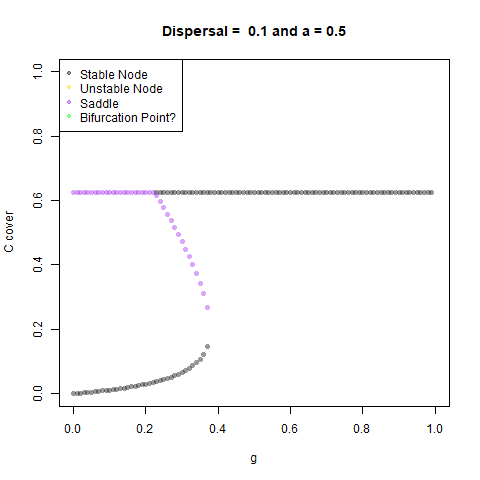 Dispersal =  0.1 and a = 0.5
Stable Node
Unstable Node
Saddle
Bifurcation Point?
C cover
1.0
0.8
0.6
0.4
0.2
0.0
0.0 0.2 0.4 0.6 0.8 1.0
g